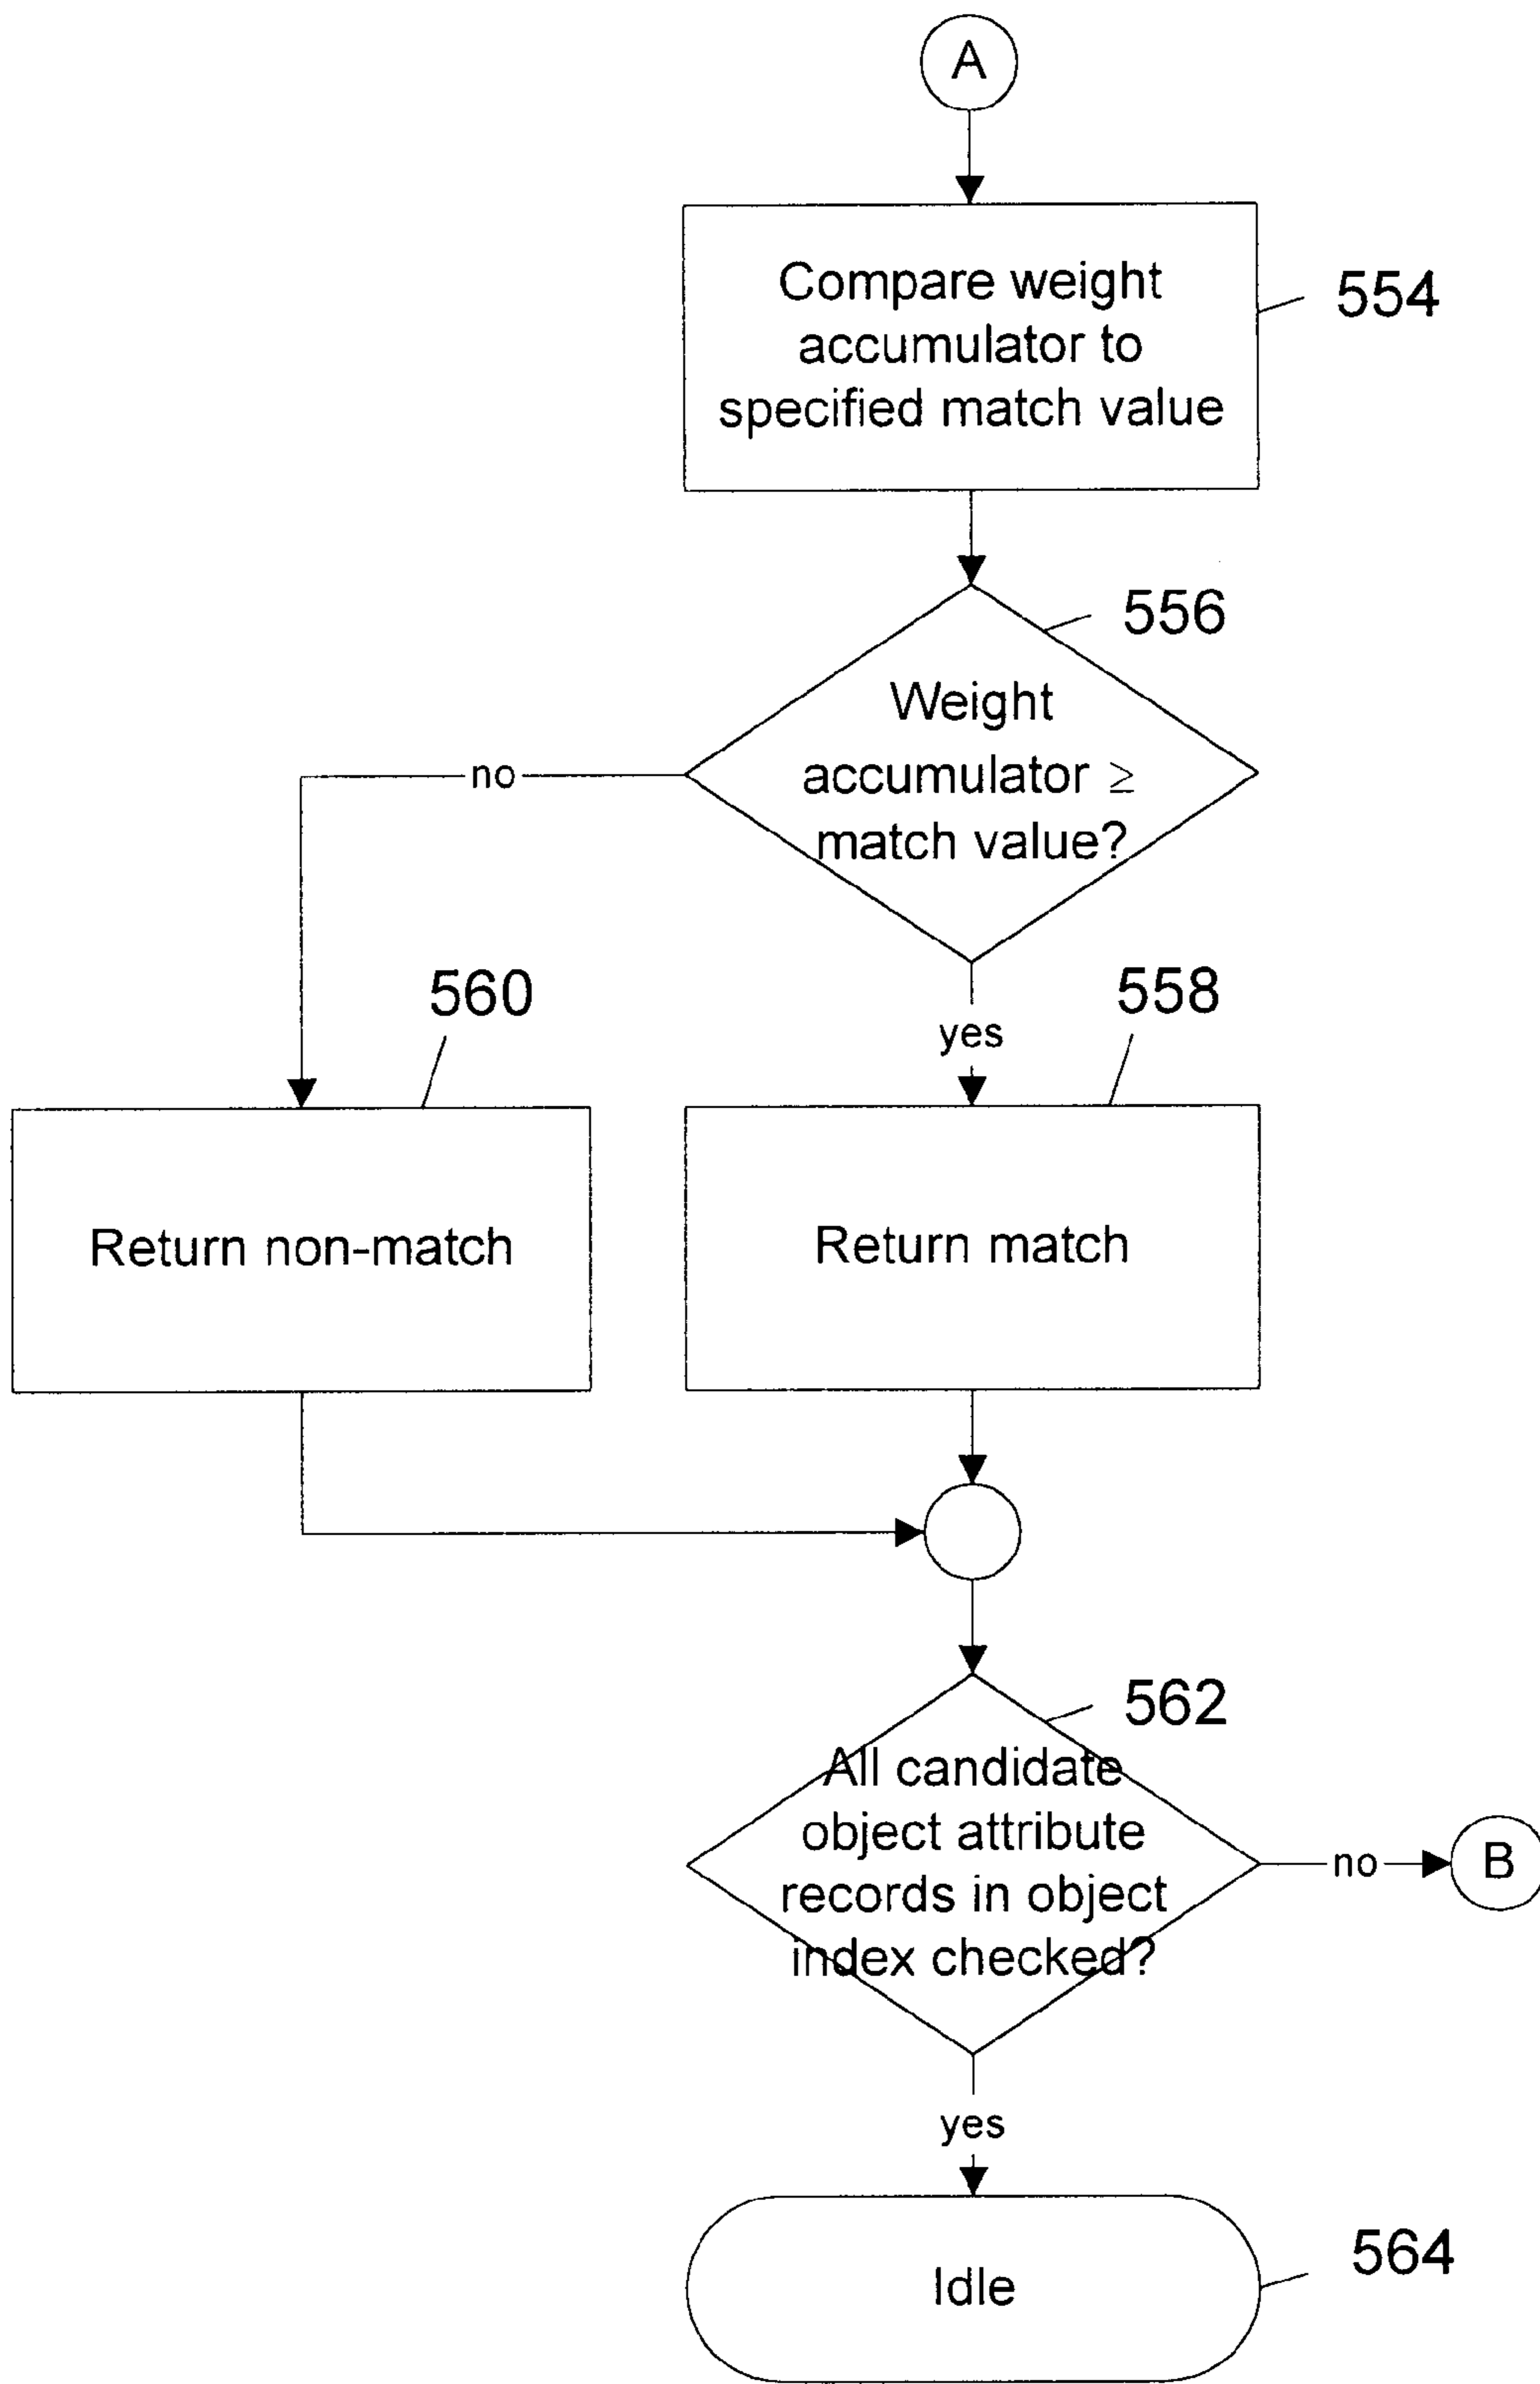 A
Compare weight
accumulator to
specified match value
554
556
Weight
accumulator ≥
match value?
no
560
558
yes
Return non-match
Return match
562
All candidate
object attribute
records in object
index checked?
no
B
yes
Idle
564